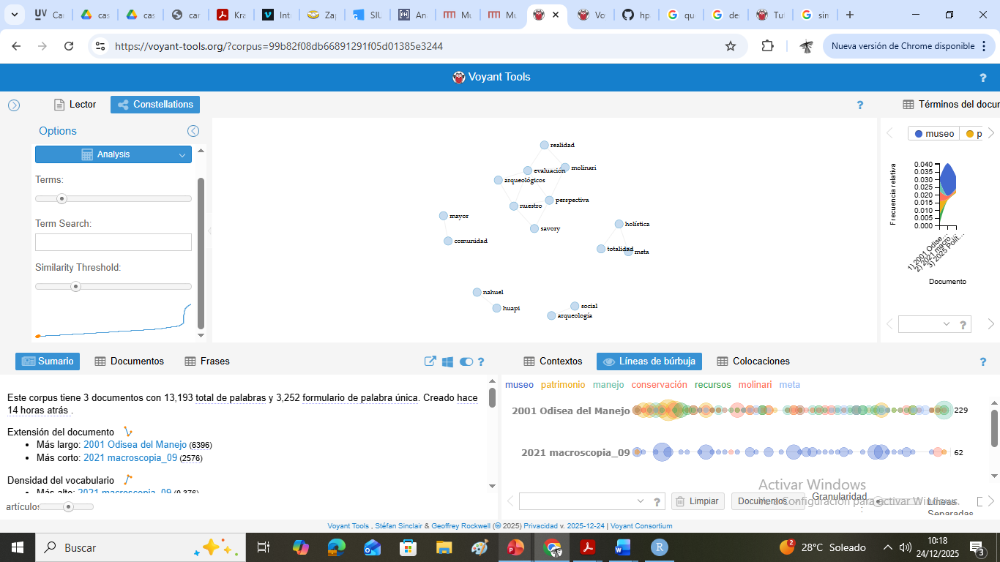 Ca
cas
cas
car
Kra
Int
Zap
SIU
An
Mu
Mu
Vo
hp
qu
de
Tu
sin
https://voyant-tools.org/?corpus=99b82f08db66891291f05d01385e3244
Nueva versión de Chrome disponible
Voyant Tools
?
Lector
Constellations
?
Términos del docur
Options
Analysis
Terms:
Term Search:
Similarity Threshold:
realidad
molinari
evaluación
arqueológicos
perspectiva
nuestro
savory
mayor
comunidad
holística
totalidad
meta
nahuel
huapi
social
arqueología
museo
p
Frecuencia relativa
0.040
0.035
0.030
0.025
0.020
0.015
0.010
0.005
0.000
1) 2001 Odise...
2) 2021 macro...
3) 2025 Polít...
Documento
?
Sumario
Documentos
Frases
?
Contextos
Líneas de búrbuja
Colocaciones
?
Este corpus tiene 3 documentos con 13,193 total de palabras y 3,252 formulario de palabra única. Creado hace
14 horas atrás .
Extensión del documento
• Más largo: 2001 Odisea del Manejo (6396)
• Más corto: 2021 macroscopia_09 (2576)
Densidad del vocabulario
• Más alto: 2021 macroscopia_09 (0.376)
artículos
museo patrimonio manejo conservación recursos molinari meta
2001 Odisea del Manejo 229
2021 macroscopia_09 62
?
Limpiar
Documentos
Granularidad
Líneas
Separadas
Activar Windows
Ve a Configuración para activar Windows.
Voyant Tools , Stéfan Sinclair & Geoffrey Rockwell (2025) Privacidad v. 2025-12-24 | Voyant Consortium
Buscar
2
28°C Soleado
10:18
24/12/2025
3